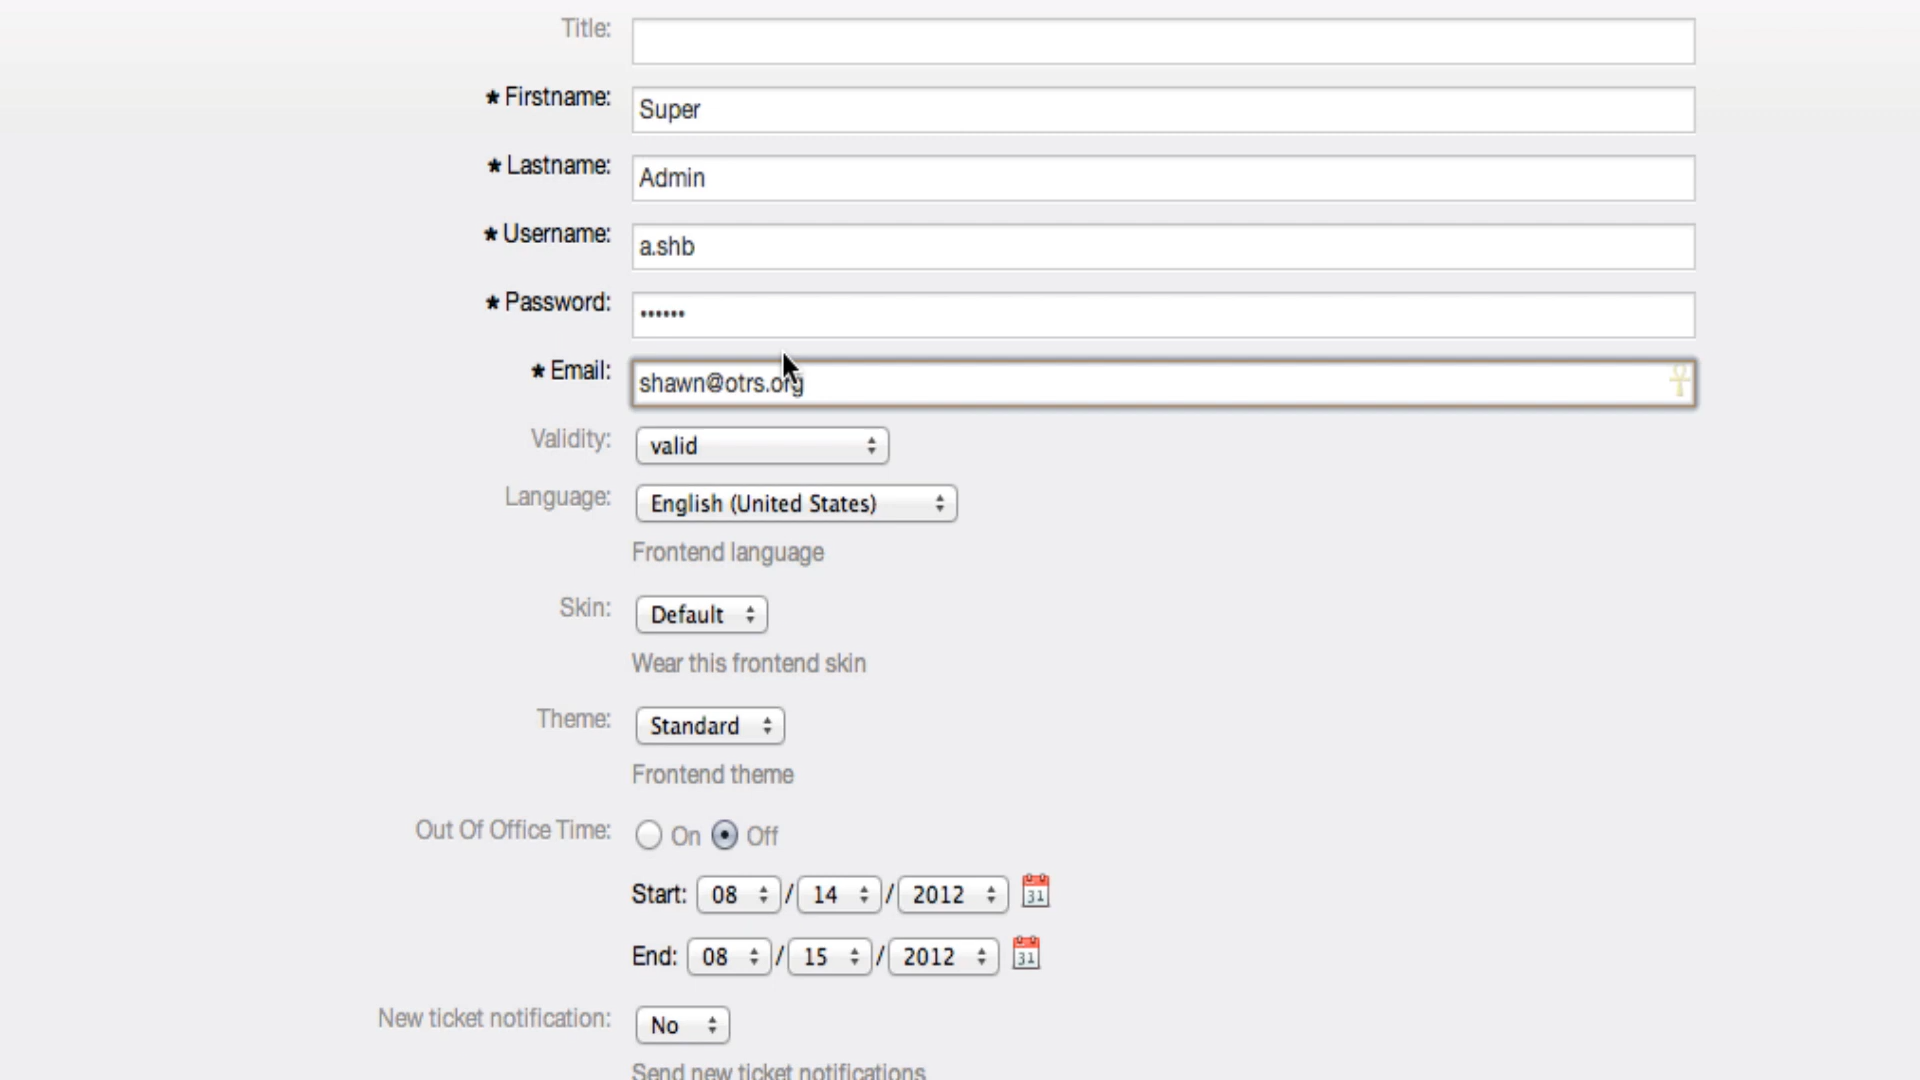 Title:
* Firstname: Super
* Lastname: Admin
* Username: a.shb
* Password: ••••••
* Email: shawn@otrs.org
Validity: valid
Language: English (United States)
Frontend language
Skin: Default
Wear this frontend skin
Theme: Standard
Frontend theme
Out Of Office Time: On Off
Start: 08 / 14 / 2012 31
End: 08 / 15 / 2012 31
New ticket notification: No
Send new ticket notifications